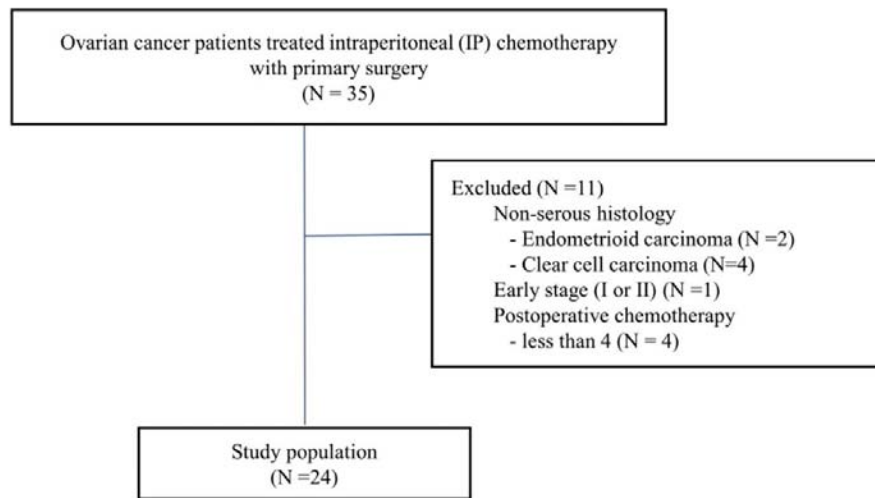 Ovarian cancer patients treated intraperitoneal (IP) chemotherapy
with primary surgery
(N = 35)
Excluded (N =11)
Non-serous histology
- Endometrioid carcinoma (N =2)
- Clear cell carcinoma (N=4)
Early stage (I or II) (N =1)
Postoperative chemotherapy
- less than 4 (N = 4)
Study population
(N =24)